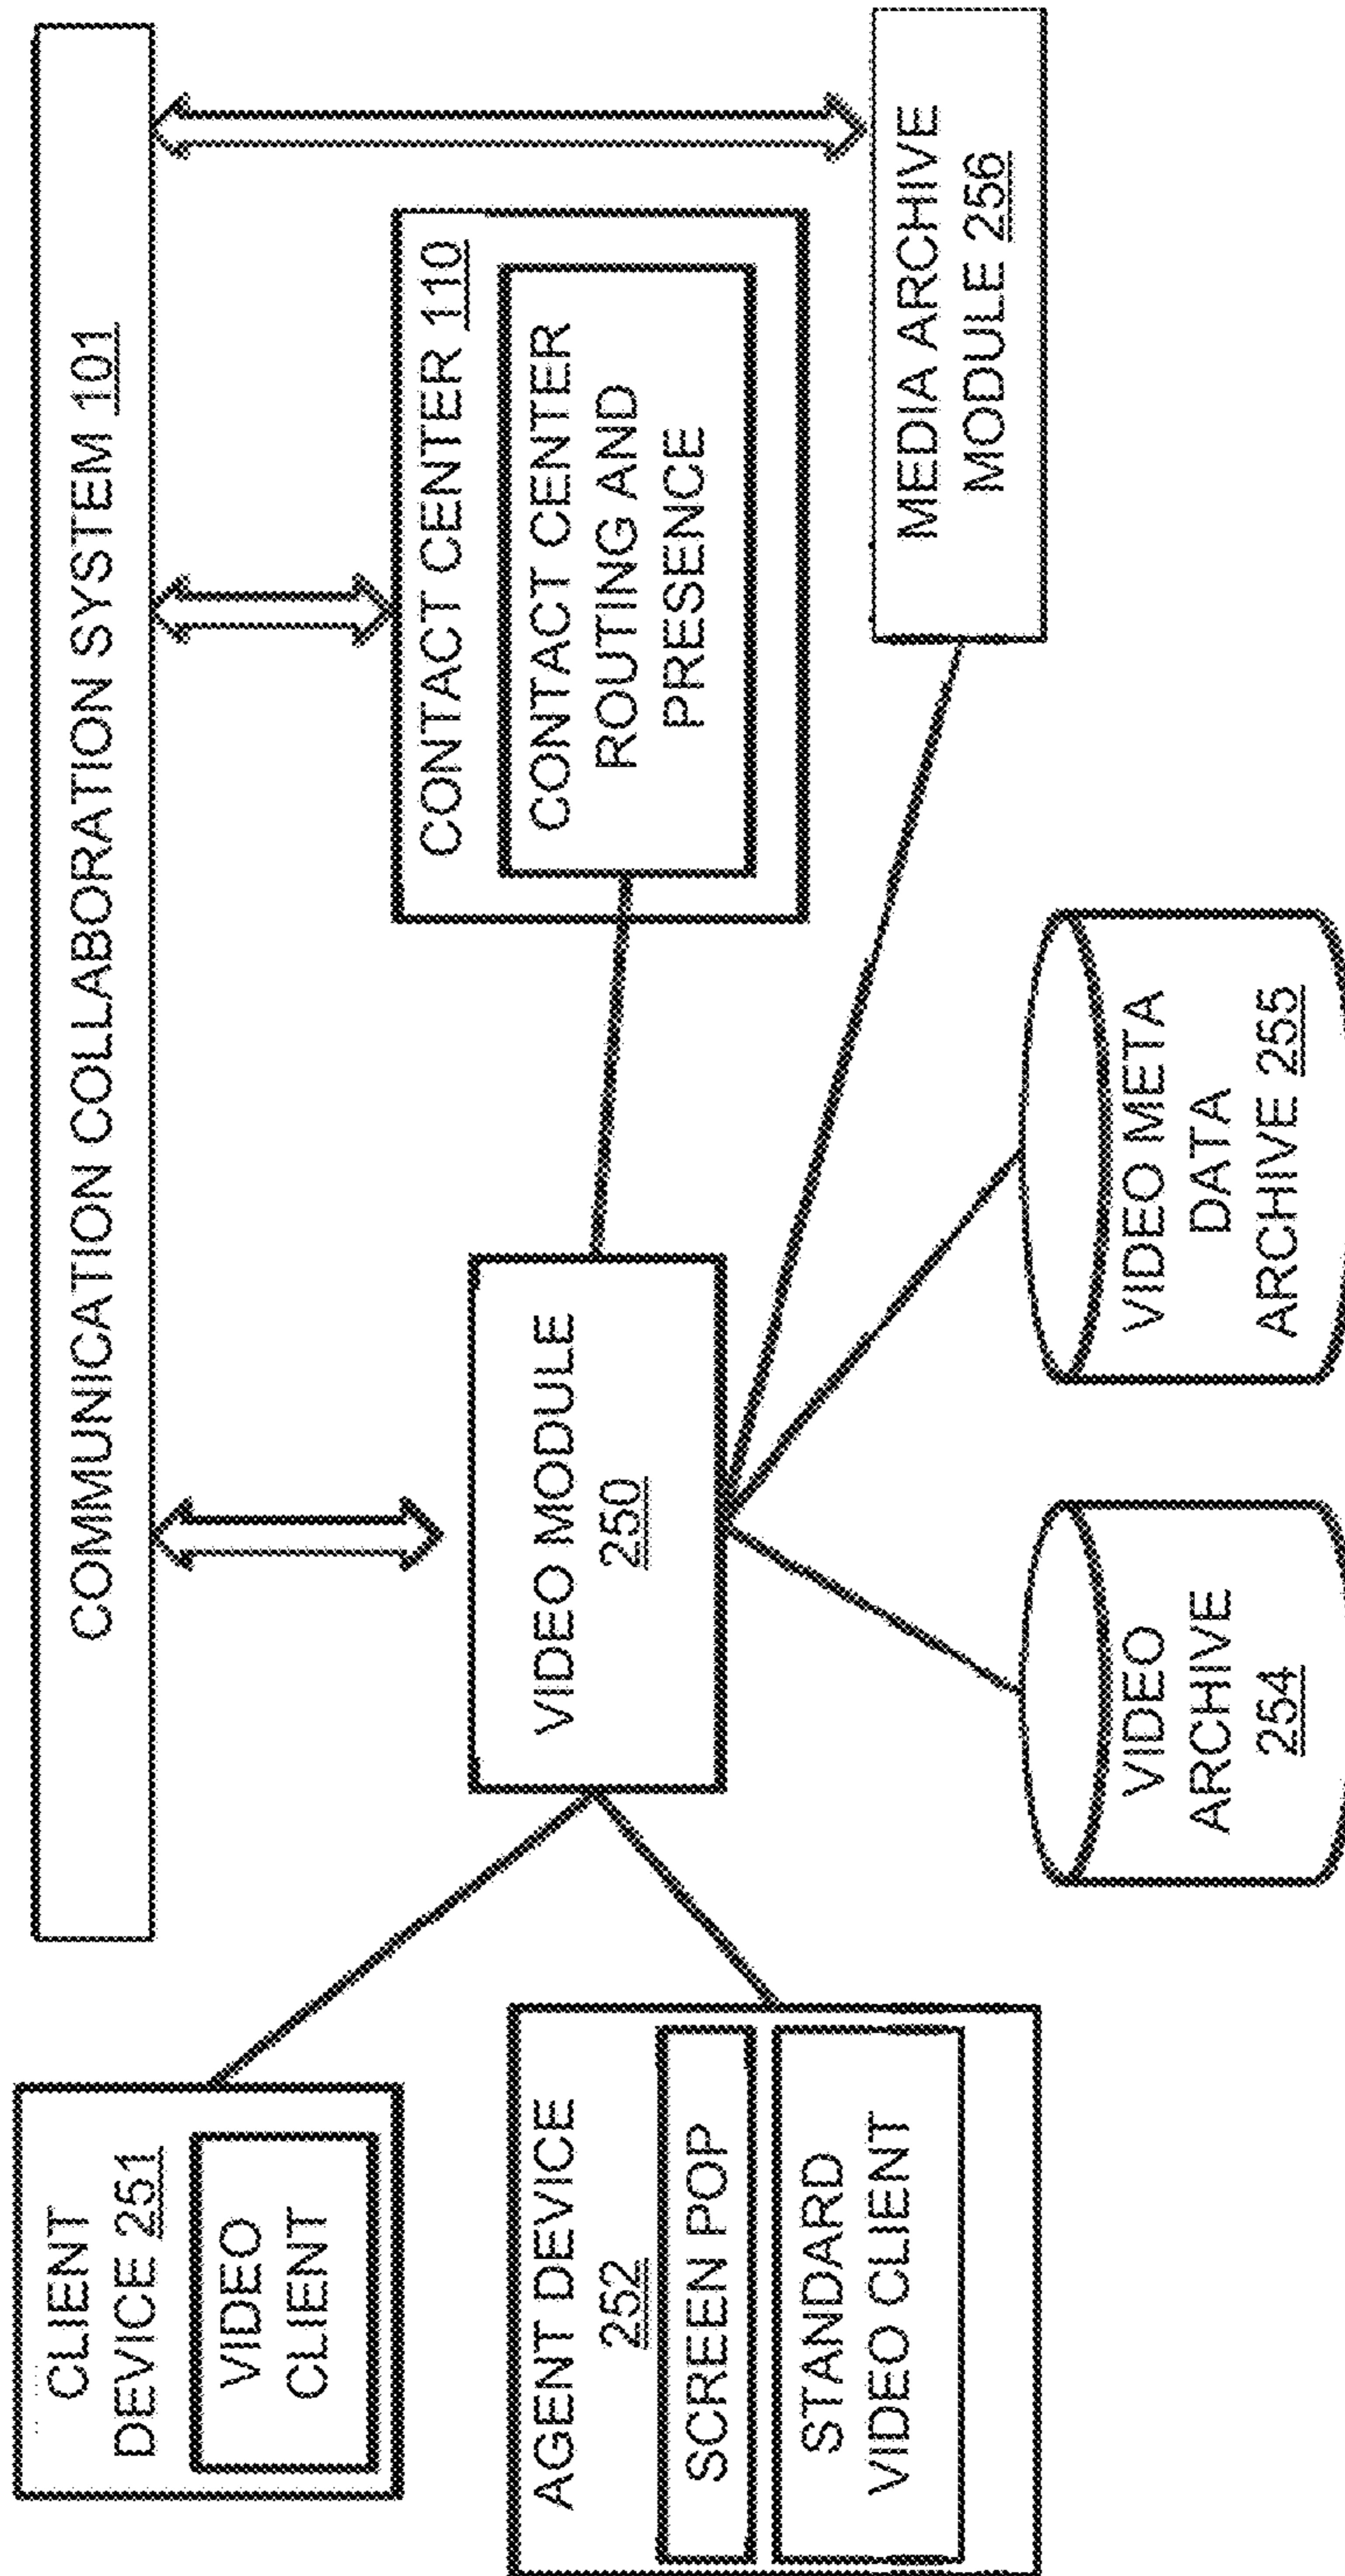 COMMUNICATION COLLABORATION SYSTEM 101
CLIENT
DEVICE 251
VIDEO
CLIENT
AGENT DEVICE
252
SCREEN POP
STANDARD
VIDEO CLIENT
VIDEO MODULE
250
CONTACT CENTER 110
CONTACT CENTER
ROUTING AND
PRESENCE
MEDIA ARCHIVE
MODULE 256
VIDEO
ARCHIVE
254
VIDEO META
DATA
ARCHIVE 255